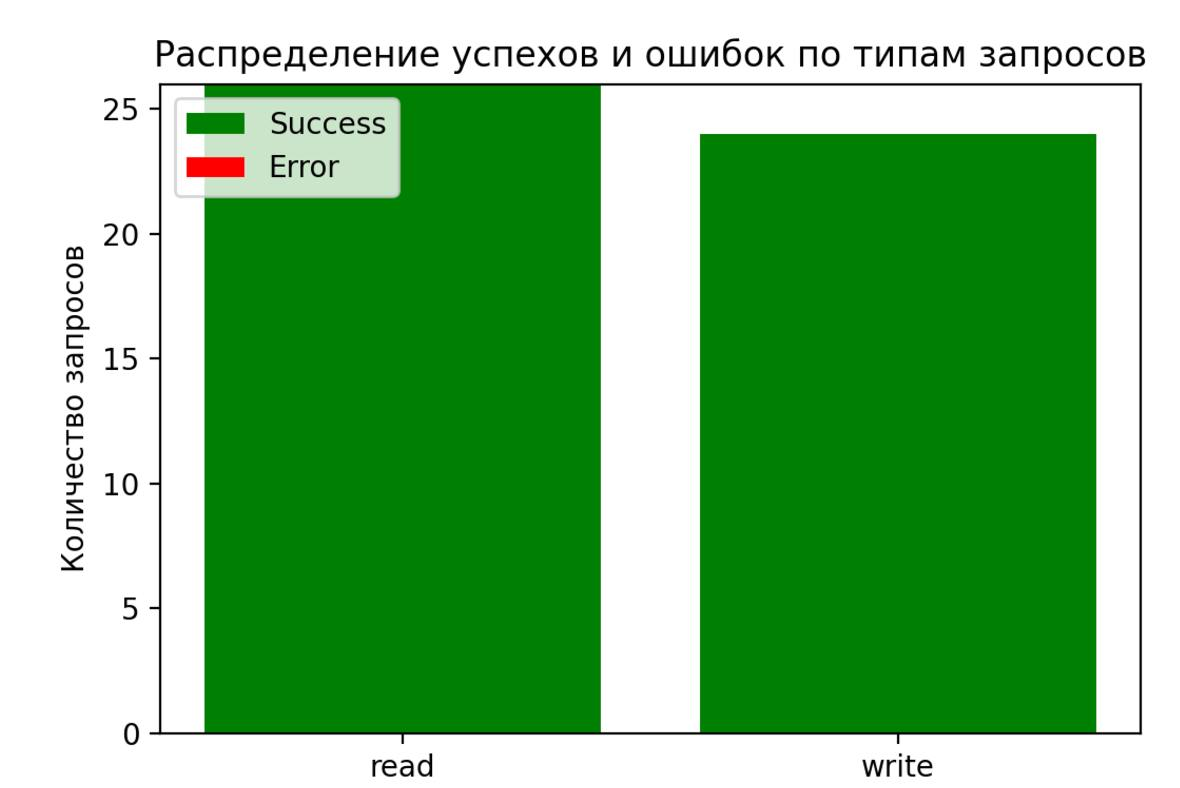 Распределение успехов и ошибок по типам запросов
Success
Error
Количество запросов
25
20
15
10
5
0
read
write